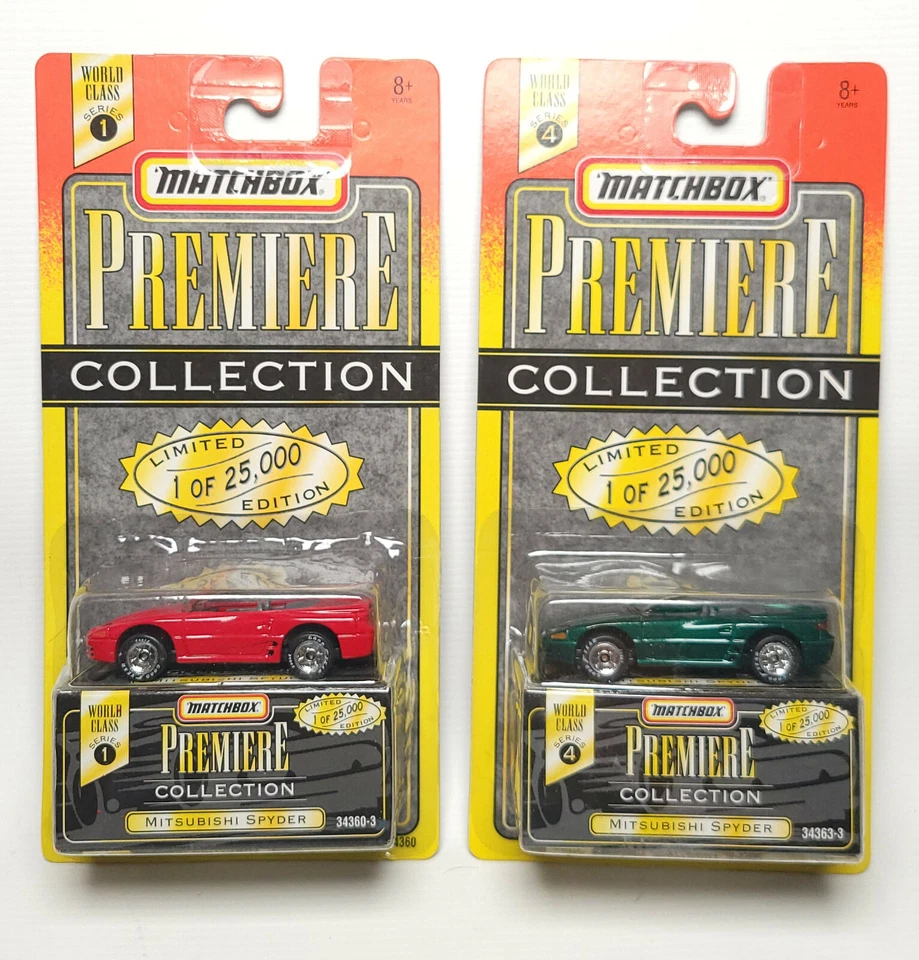 WORLD
CLASS
SERIES
1
8+
YEARS
MATCHBOX
PREMIERE
COLLECTION
LIMITED
1 OF 25,000
EDITION
WORLD
CLASS
SERIES
1
MATCHBOX
LIMITED
1 OF 25,000
EDITION
PREMIERE
COLLECTION
MITSUBISHI SPYDER
34360-3
WORLD
CLASS
SERIES
4
8+
YEARS
MATCHBOX
PREMIERE
COLLECTION
LIMITED
1 OF 25,000
EDITION
WORLD
CLASS
SERIES
4
MATCHBOX
LIMITED
1 OF 25,000
EDITION
PREMIERE
COLLECTION
MITSUBISHI SPYDER
34363-3